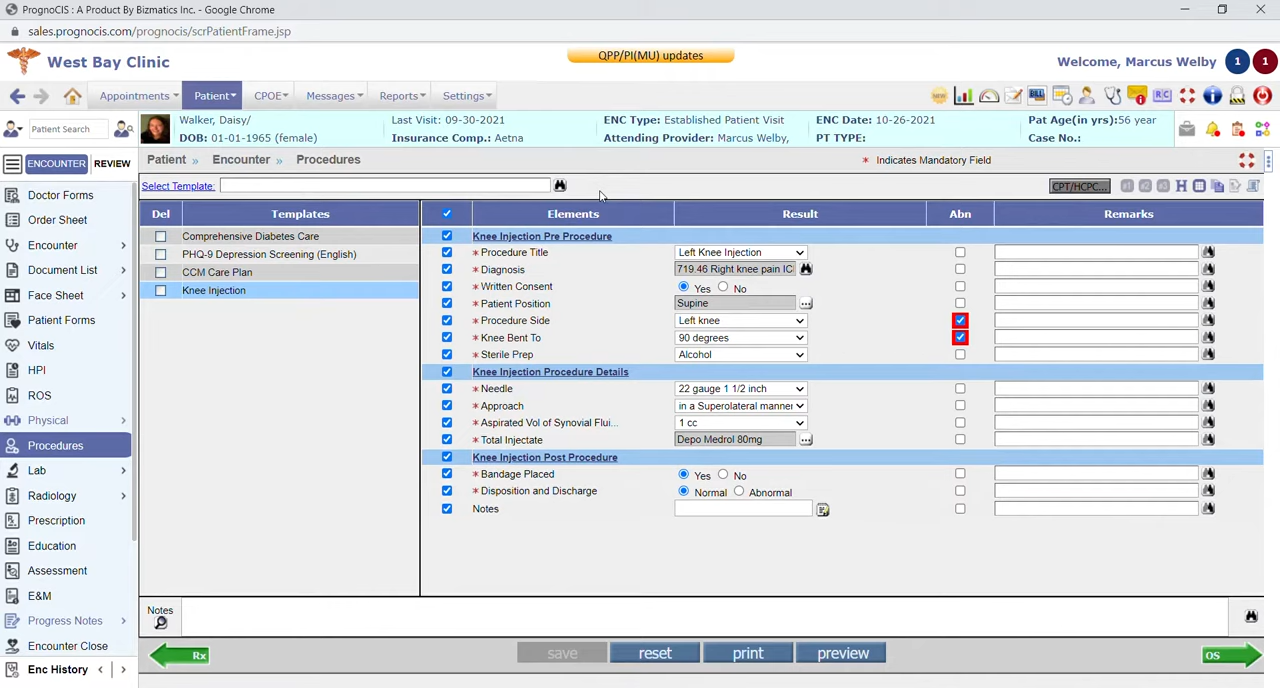 PrognoCIS : A Product By Bizmatics Inc. - Google Chrome
sales.prognocis.com/prognocis/scrPatientFrame.jsp
QPP/PI(MU) updates
West Bay Clinic
Welcome, Marcus Welby 1 1
Appointments Patient CPOE Messages Reports Settings
NEW BILL RC
Patient Search
Walker, Daisy/
DOB: 01-01-1965 (female)
Last Visit: 09-30-2021
Insurance Comp.: Aetna
ENC Type: Established Patient Visit
Attending Provider: Marcus Welby,
ENC Date: 10-26-2021
PT TYPE:
Pat Age(in yrs):56 year
Case No.:
ENCOUNTER REVIEW
Patient » Encounter » Procedures
* Indicates Mandatory Field
Select Template:
CPT/HCPC...
H
Doctor Forms
Order Sheet
Encounter
Document List
Face Sheet
Patient Forms
Vitals
HPI
ROS
Physical
Procedures
Lab
Radiology
Prescription
Education
Assessment
E&M
Progress Notes
Encounter Close
Enc History
Del Templates
Comprehensive Diabetes Care
PHQ-9 Depression Screening (English)
CCM Care Plan
Knee Injection
Elements Result Abn Remarks
Knee Injection Pre Procedure
* Procedure Title Left Knee Injection
* Diagnosis 719.46 Right knee pain IC
* Written Consent Yes No
* Patient Position Supine ...
* Procedure Side Left knee
* Knee Bent To 90 degrees
* Sterile Prep Alcohol
Knee Injection Procedure Details
* Needle 22 gauge 1 1/2 inch
* Approach in a Superolateral manner
* Aspirated Vol of Synovial Flui... 1 cc
* Total Injectate Depo Medrol 80mg ...
Knee Injection Post Procedure
* Bandage Placed Yes No
* Disposition and Discharge Normal Abnormal
Notes
Notes
Rx save reset print preview OS